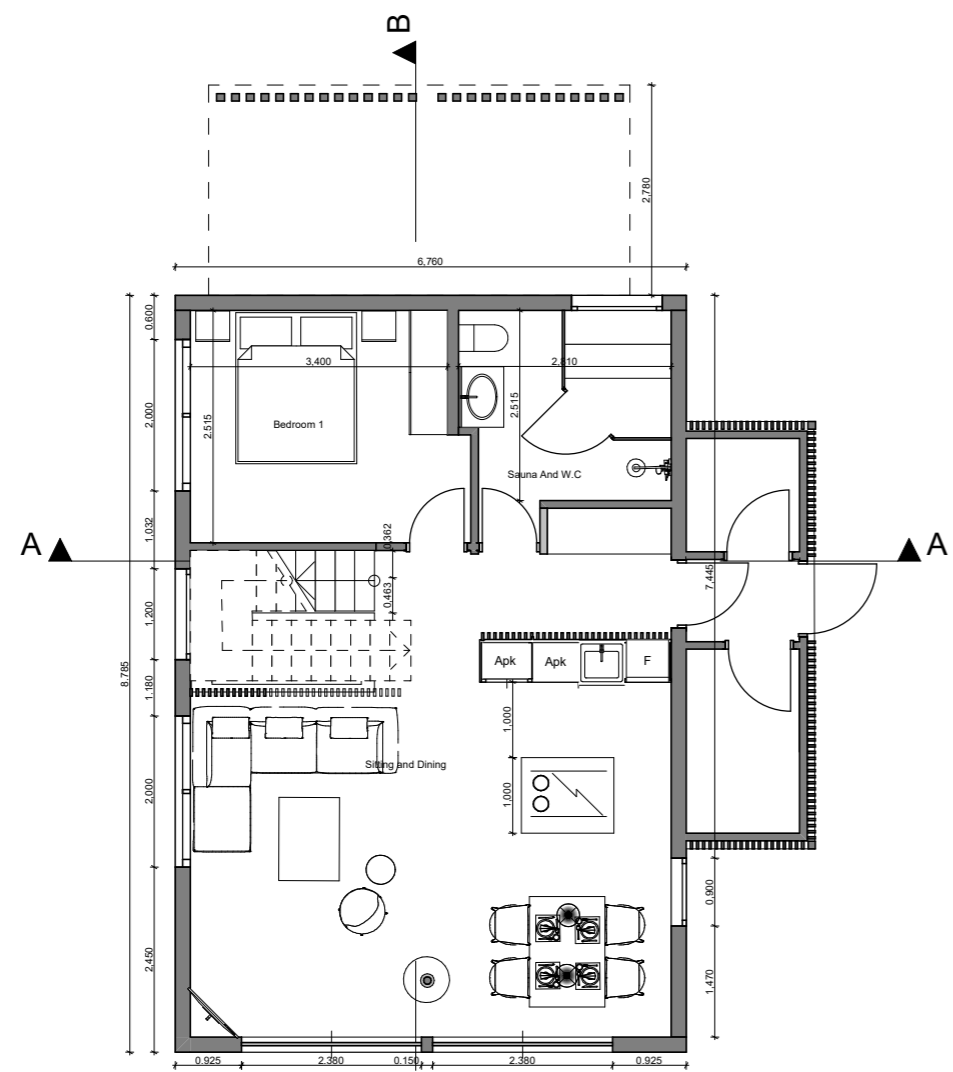 B
2,780
6,760
0.600
3,400
2,810
2,000
2.515
Bedroom 1
2.515
Sauna And W.C
1,032
0,362
A
A
7,445
0.463
1,200
8,785
1,180
Apk
Apk
F
1,000
Sitting and Dining
2,000
1,000
0.900
2,450
1,470
0.925
2.380
0.150
2.380
0.925